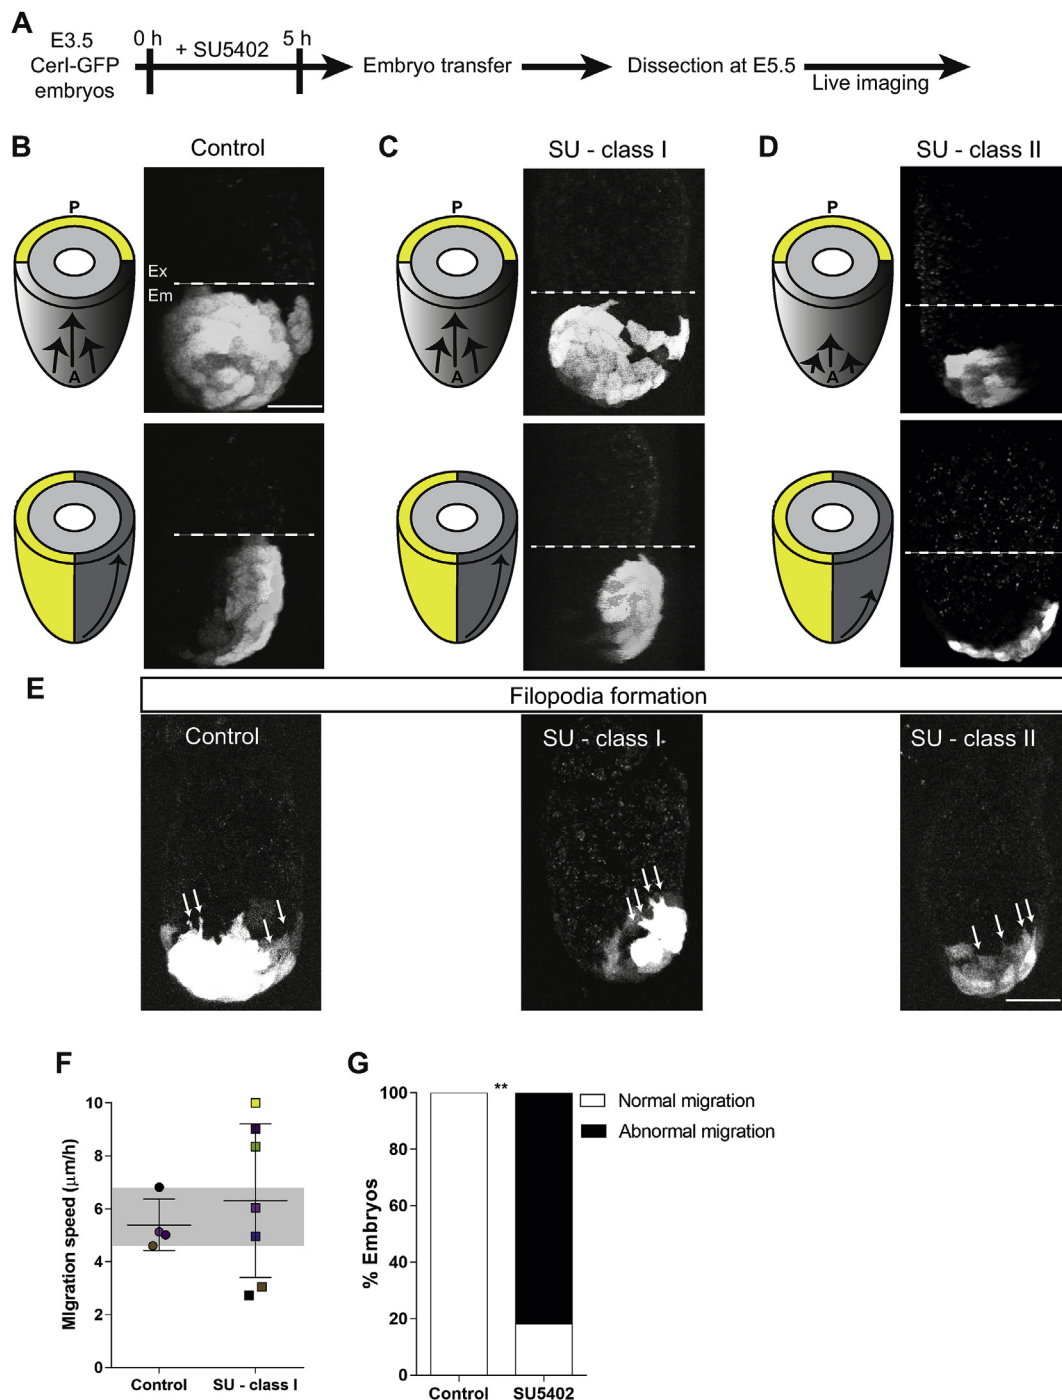 A
E3.5
CerI-GFP
embryos
0 h
+ SU5402
5 h
Embryo transfer
Dissection at E5.5
Live imaging
B
Control
P
A
Ex
Em
C
SU - class I
P
A
D
SU - class II
P
A
E
Filopodia formation
Control
SU - class I
SU - class II
F
MIgration speed (μm/h)
10
8
6
4
2
0
Control
SU - class I
G
% Embryos
100
80
60
40
20
0
**
Control
SU5402
Normal migration
Abnormal migration